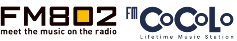 FM802
meet the music on the radio
FM COCOLO
Lifetime Music Station